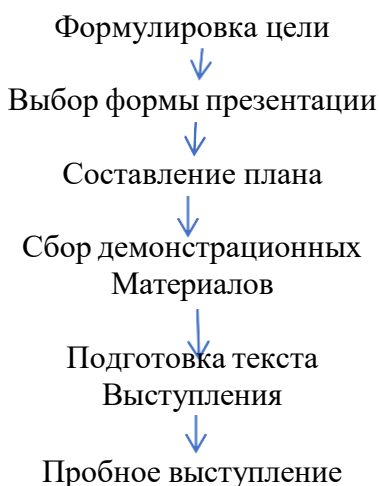 Формулировка цели
Выбор формы презентации
Составление плана
Сбор демонстрационных
Материалов
Подготовка текста
Выступления
Пробное выступление